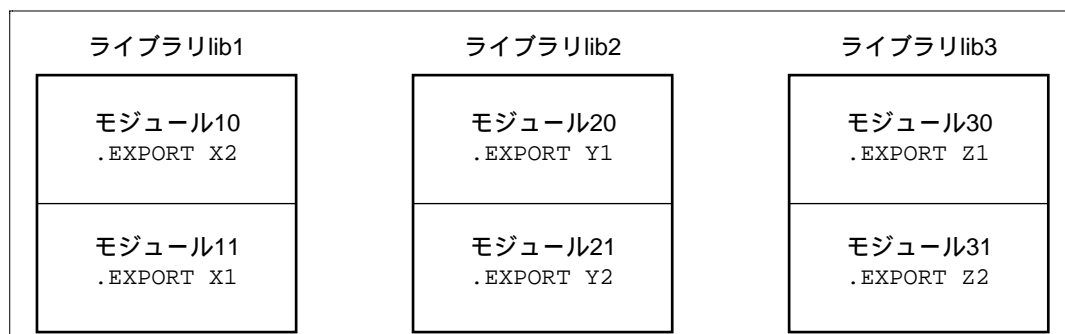 ライブラリlib1
モジュール10
.EXPORT X2
モジュール11
.EXPORT X1
ライブラリlib2
モジュール20
.EXPORT Y1
モジュール21
.EXPORT Y2
ライブラリlib3
モジュール30
.EXPORT Z1
モジュール31
.EXPORT Z2